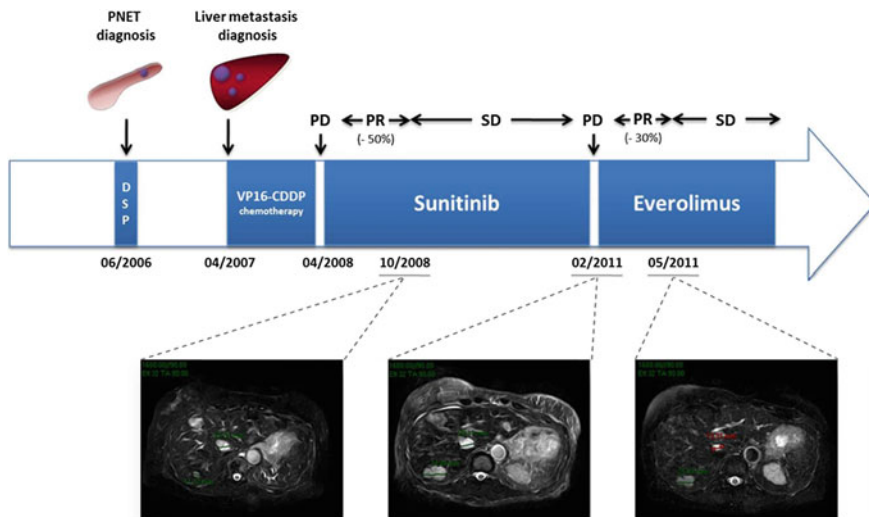 PNET
diagnosis
Liver metastasis
diagnosis
PD
PR
(- 50%)
SD
PD
PR
(- 30%)
SD
D
S
P
VP16-CDDP
chemotherapy
Sunitinib
Everolimus
06/2006
04/2007
04/2008
10/2008
02/2011
05/2011